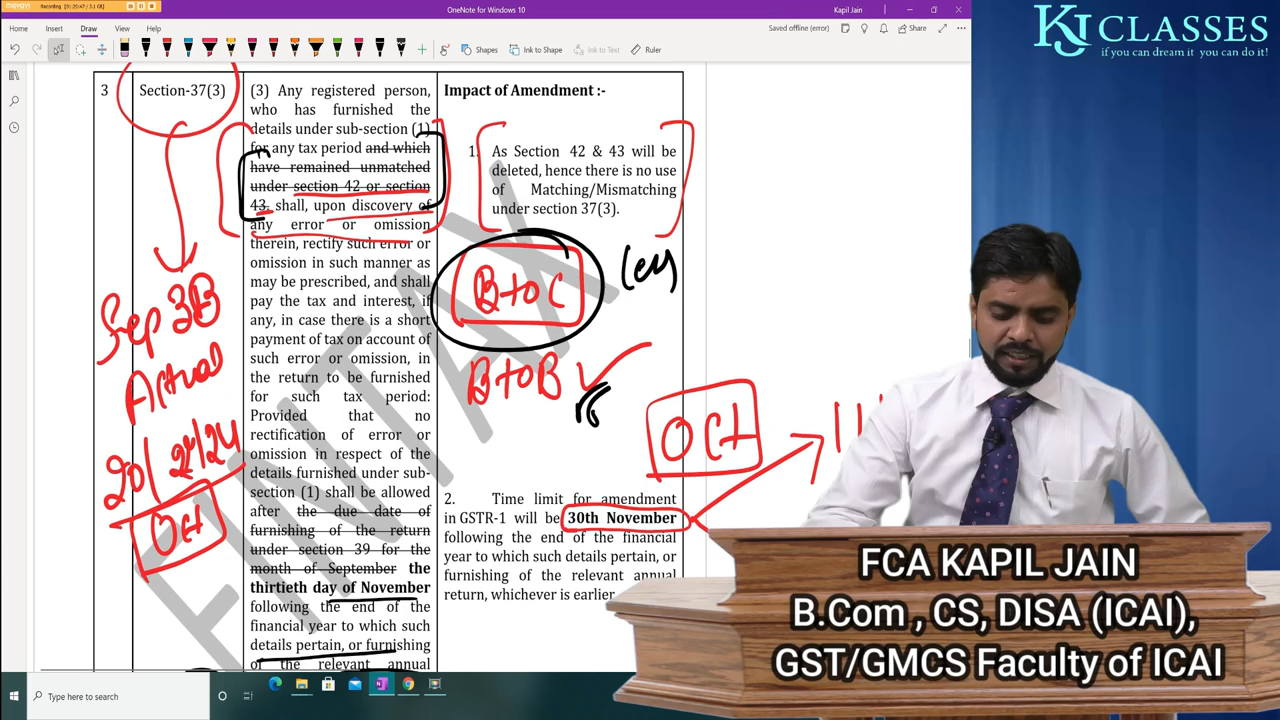 Recording
OneNote for Windows 10
Kapil Jain
Home Insert Draw View Help
Saved offline (error)
Share
Shapes
Ink to Shape
Ink to Text
Ruler
KJ CLASSES
if you can dream it you can do it!
3
Section-37(3)
(3) Any registered person,
who has furnished the
details under sub-section (1)
for any tax period and which
have remained unmatched
under section 42 or section
43, shall, upon discovery of
any error or omission
therein, rectify such error or
omission in such manner as
may be prescribed, and shall
pay the tax and interest, if
any, in case there is a short
payment of tax on account of
such error or omission, in
the return to be furnished
for such tax period:
Provided that no
rectification of error or
omission in respect of the
details furnished under sub-
section (1) shall be allowed
after the due date of
furnishing of the return
under section 39 for the
month of September the
thirtieth day of November
following the end of the
financial year to which such
details pertain, or furnishing
of the relevant annual
Impact of Amendment :-
1. As Section 42 & 43 will be
deleted, hence there is no use
of Matching/Mismatching
under section 37(3).
B to C
B to B
OCT
2. Time limit for amendment
in GSTR-1 will be 30th November
following the end of the financial
year to which such details pertain, or
furnishing of the relevant annual
return, whichever is earlier
Sep 3B
Actual
20/24/24
Oct
FINTAX
FCA KAPIL JAIN
B.Com , CS, DISA (ICAI),
GST/GMCS Faculty of ICAI
Type here to search